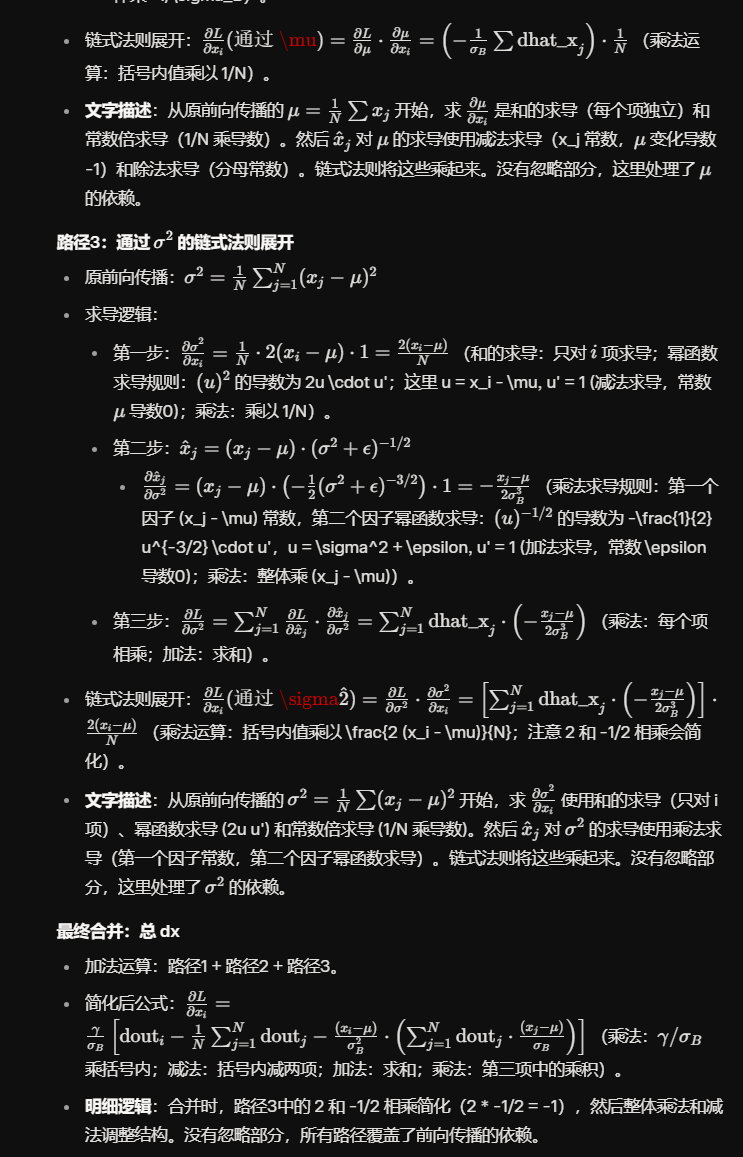 • 链式法则展开：$\frac{\partial L}{\partial x_i}(通过 \mu) = \frac{\partial L}{\partial \mu} \cdot \frac{\partial \mu}{\partial x_i} = \left(-\frac{1}{\sigma_B} \sum \text{dhat\_x}_j\right) \cdot \frac{1}{N}$（乘法运
算：括号内值乘以 1/N）。
• 文字描述：从原前向传播的 $\mu = \frac{1}{N} \sum x_j$ 开始，求 $\frac{\partial \mu}{\partial x_i}$ 是和的求导（每个项独立）和
常数倍求导（1/N 乘导数）。然后 $\hat{x}_j$ 对 $\mu$ 的求导使用减法求导（x_j 常数，$\mu$ 变化导数
-1）和除法求导（分母常数）。链式法则将这些乘起来。没有忽略部分，这里处理了 $\mu$
的依赖。
路径3：通过 $\sigma^2$ 的链式法则展开
• 原前向传播：$\sigma^2 = \frac{1}{N} \sum_{j=1}^{N} (x_j - \mu)^2$
• 求导逻辑：
• 第一步：$\frac{\partial \sigma^2}{\partial x_i} = \frac{1}{N} \cdot 2(x_i - \mu) \cdot 1 = \frac{2(x_i - \mu)}{N}$（和的求导：只对 $i$ 项求导；幂函数
求导规则：$(u)^2$ 的导数为 2u \cdot u'；这里 u = x_i - \mu, u' = 1 (减法求导，常数
$\mu$ 导数0)；乘法：乘以 1/N）。
• 第二步：$\hat{x}_j = (x_j - \mu) \cdot (\sigma^2 + \epsilon)^{-1/2}$
• $\frac{\partial \hat{x}_j}{\partial \sigma^2} = (x_j - \mu) \cdot \left(-\frac{1}{2}(\sigma^2 + \epsilon)^{-3/2}\right) \cdot 1 = -\frac{x_j - \mu}{2\sigma_B^3}$（乘法求导规则：第一个
因子 (x_j - \mu) 常数，第二个因子幂函数求导：$(u)^{-1/2}$ 的导数为 -\frac{1}{2}
u^{-3/2} \cdot u'，u = \sigma^2 + \epsilon, u' = 1 (加法求导，常数 \epsilon
导数0)；乘法：整体乘 (x_j - \mu)）。
• 第三步：$\frac{\partial L}{\partial \sigma^2} = \sum_{j=1}^{N} \frac{\partial L}{\partial \hat{x}_j} \cdot \frac{\partial \hat{x}_j}{\partial \sigma^2} = \sum_{j=1}^{N} \text{dhat\_x}_j \cdot \left(-\frac{x_j - \mu}{2\sigma_B^3}\right)$（乘法：每个项
相乘；加法：求和）。
• 链式法则展开：$\frac{\partial L}{\partial x_i}$(通过 \sigma$\hat{2}$) $= \frac{\partial L}{\partial \sigma^2} \cdot \frac{\partial \sigma^2}{\partial x_i} = \left[\sum_{j=1}^{N} \text{dhat\_x}_j \cdot \left(-\frac{x_j - \mu}{2\sigma_B^3}\right)\right] \cdot$
$\frac{2(x_i - \mu)}{N}$（乘法运算：括号内值乘以 \frac{2 (x_i - \mu)}{N}；注意 2 和 -1/2 相乘会简
化）。
• 文字描述：从原前向传播的 $\sigma^2 = \frac{1}{N} \sum (x_j - \mu)^2$ 开始，求 $\frac{\partial \sigma^2}{\partial x_i}$ 使用和的求导（只对 i
项）、幂函数求导 (2u u') 和常数倍求导 (1/N 乘导数)。然后 $\hat{x}_j$ 对 $\sigma^2$ 的求导使用乘法求
导（第一个因子常数，第二个因子幂函数求导）。链式法则将这些乘起来。没有忽略部
分，这里处理了 $\sigma^2$ 的依赖。
最终合并：总 dx
• 加法运算：路径1 + 路径2 + 路径3。
• 简化后公式：$\frac{\partial L}{\partial x_i} =$
$\frac{\gamma}{\sigma_B} \left[\text{dout}_i - \frac{1}{N} \sum_{j=1}^{N} \text{dout}_j - \frac{(x_i - \mu)}{\sigma_B^2} \cdot \left(\sum_{j=1}^{N} \text{dout}_j \cdot \frac{(x_j - \mu)}{\sigma_B}\right)\right]$（乘法：$\gamma/\sigma_B$
乘括号内；减法：括号内减两项；加法：求和；乘法：第三项中的乘积）。
• 明细逻辑：合并时，路径3中的 2 和 -1/2 相乘简化（2 * -1/2 = -1），然后整体乘法和减
法调整结构。没有忽略部分，所有路径覆盖了前向传播的依赖。